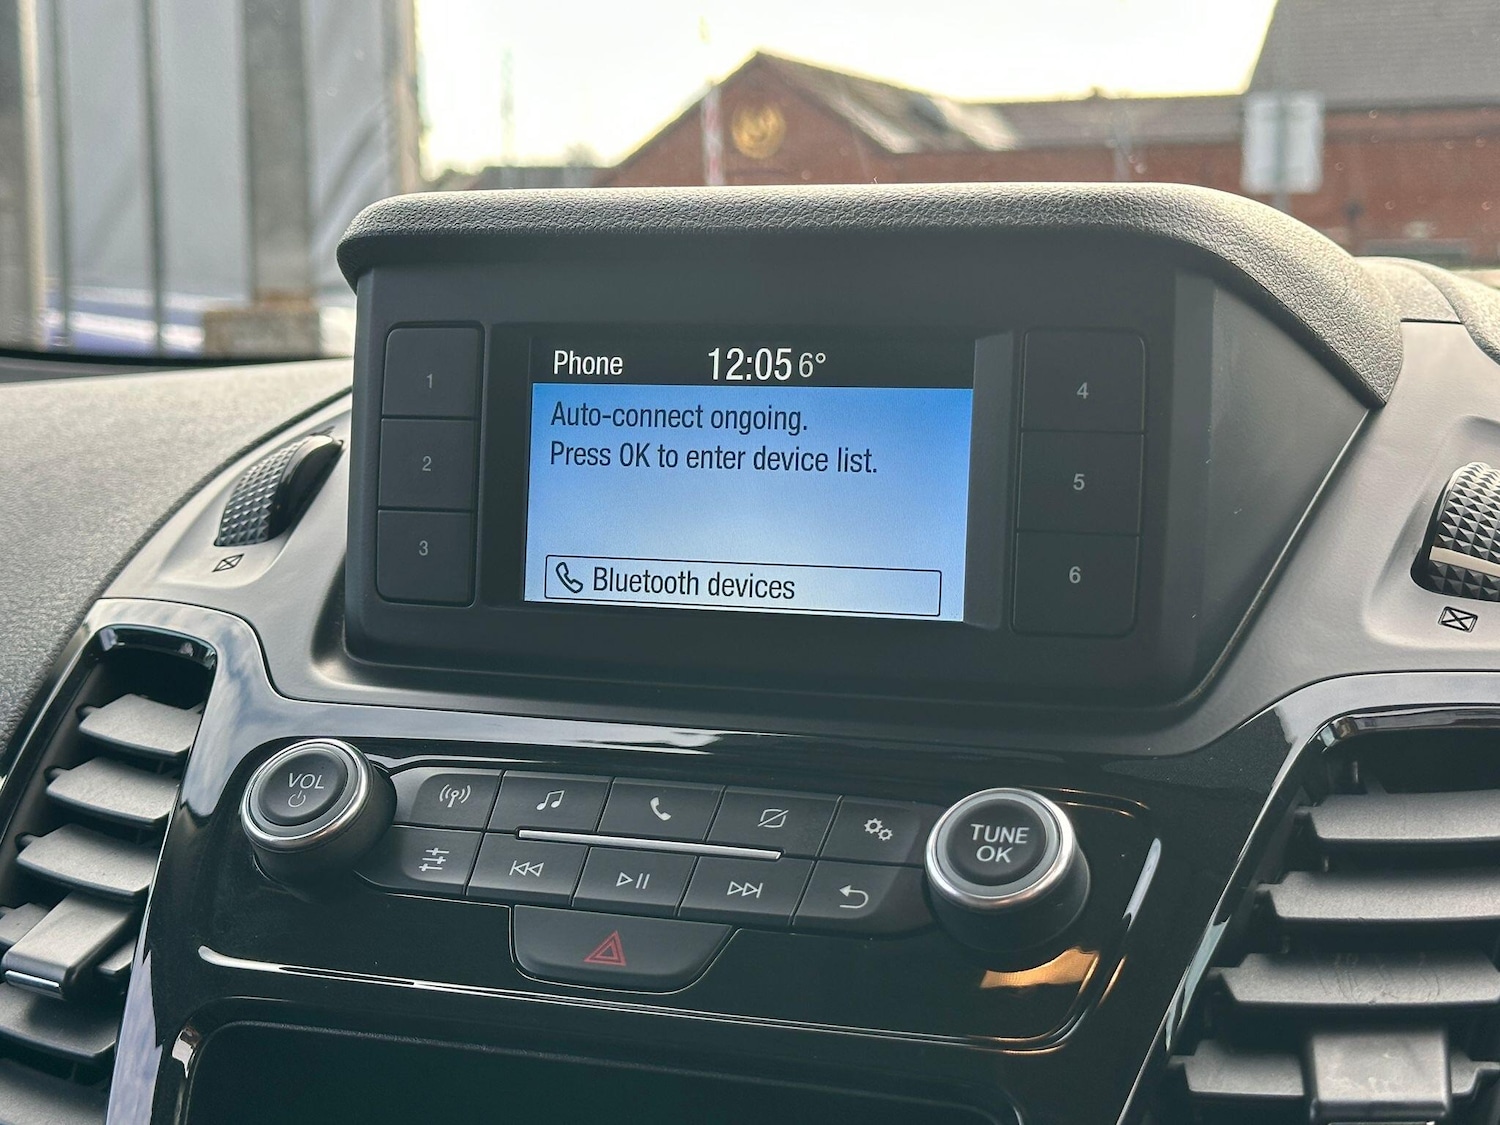 Phone 12:05 6°
Auto-connect ongoing.
Press OK to enter device list.
Bluetooth devices
1
2
3
4
5
6
VOL
TUNE
OK